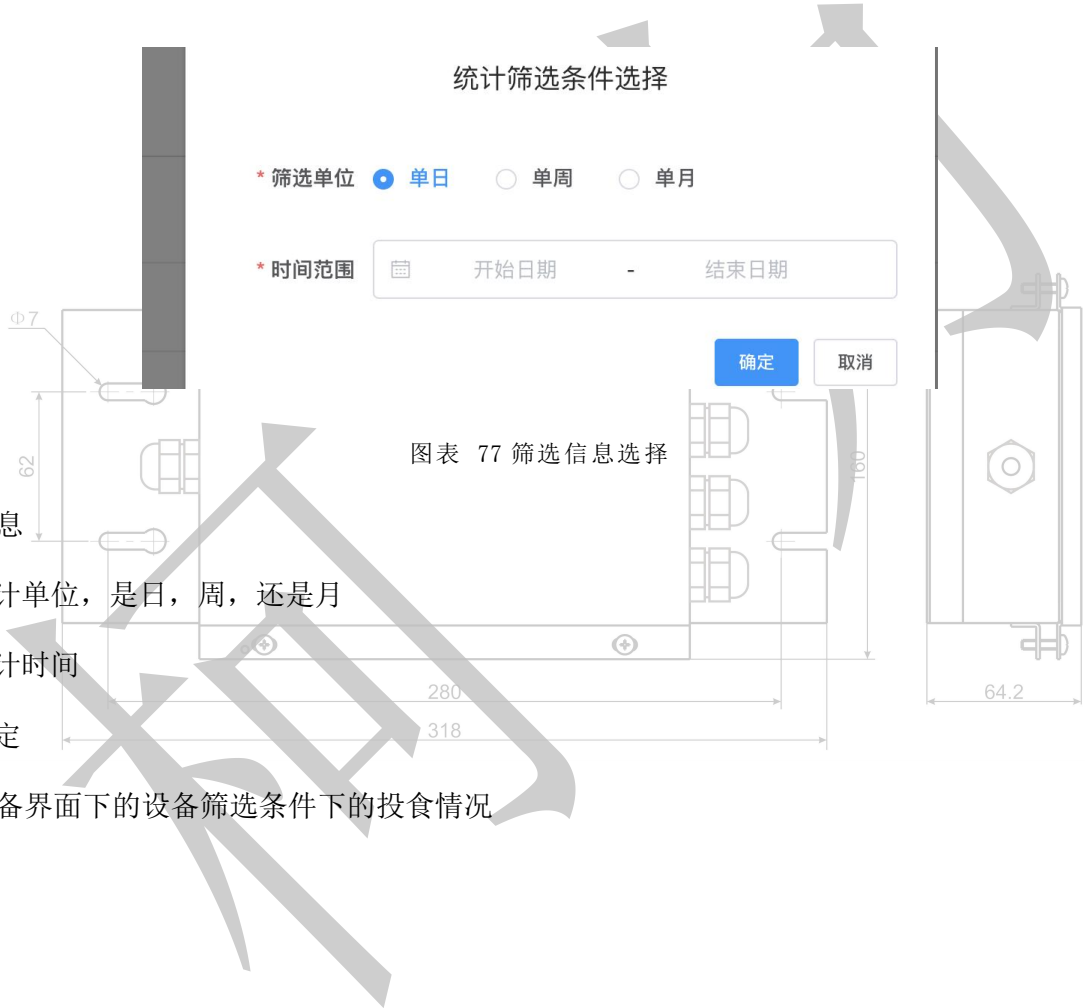 统计筛选条件选择
* 筛选单位 单日 单周 单月
* 时间范围 开始日期 - 结束日期
确定 取消
Φ7
62
图表 77 筛选信息选择
160
息
计单位，是日，周，还是月
计时间
280
64.2
定
318
备界面下的设备筛选条件下的投食情况